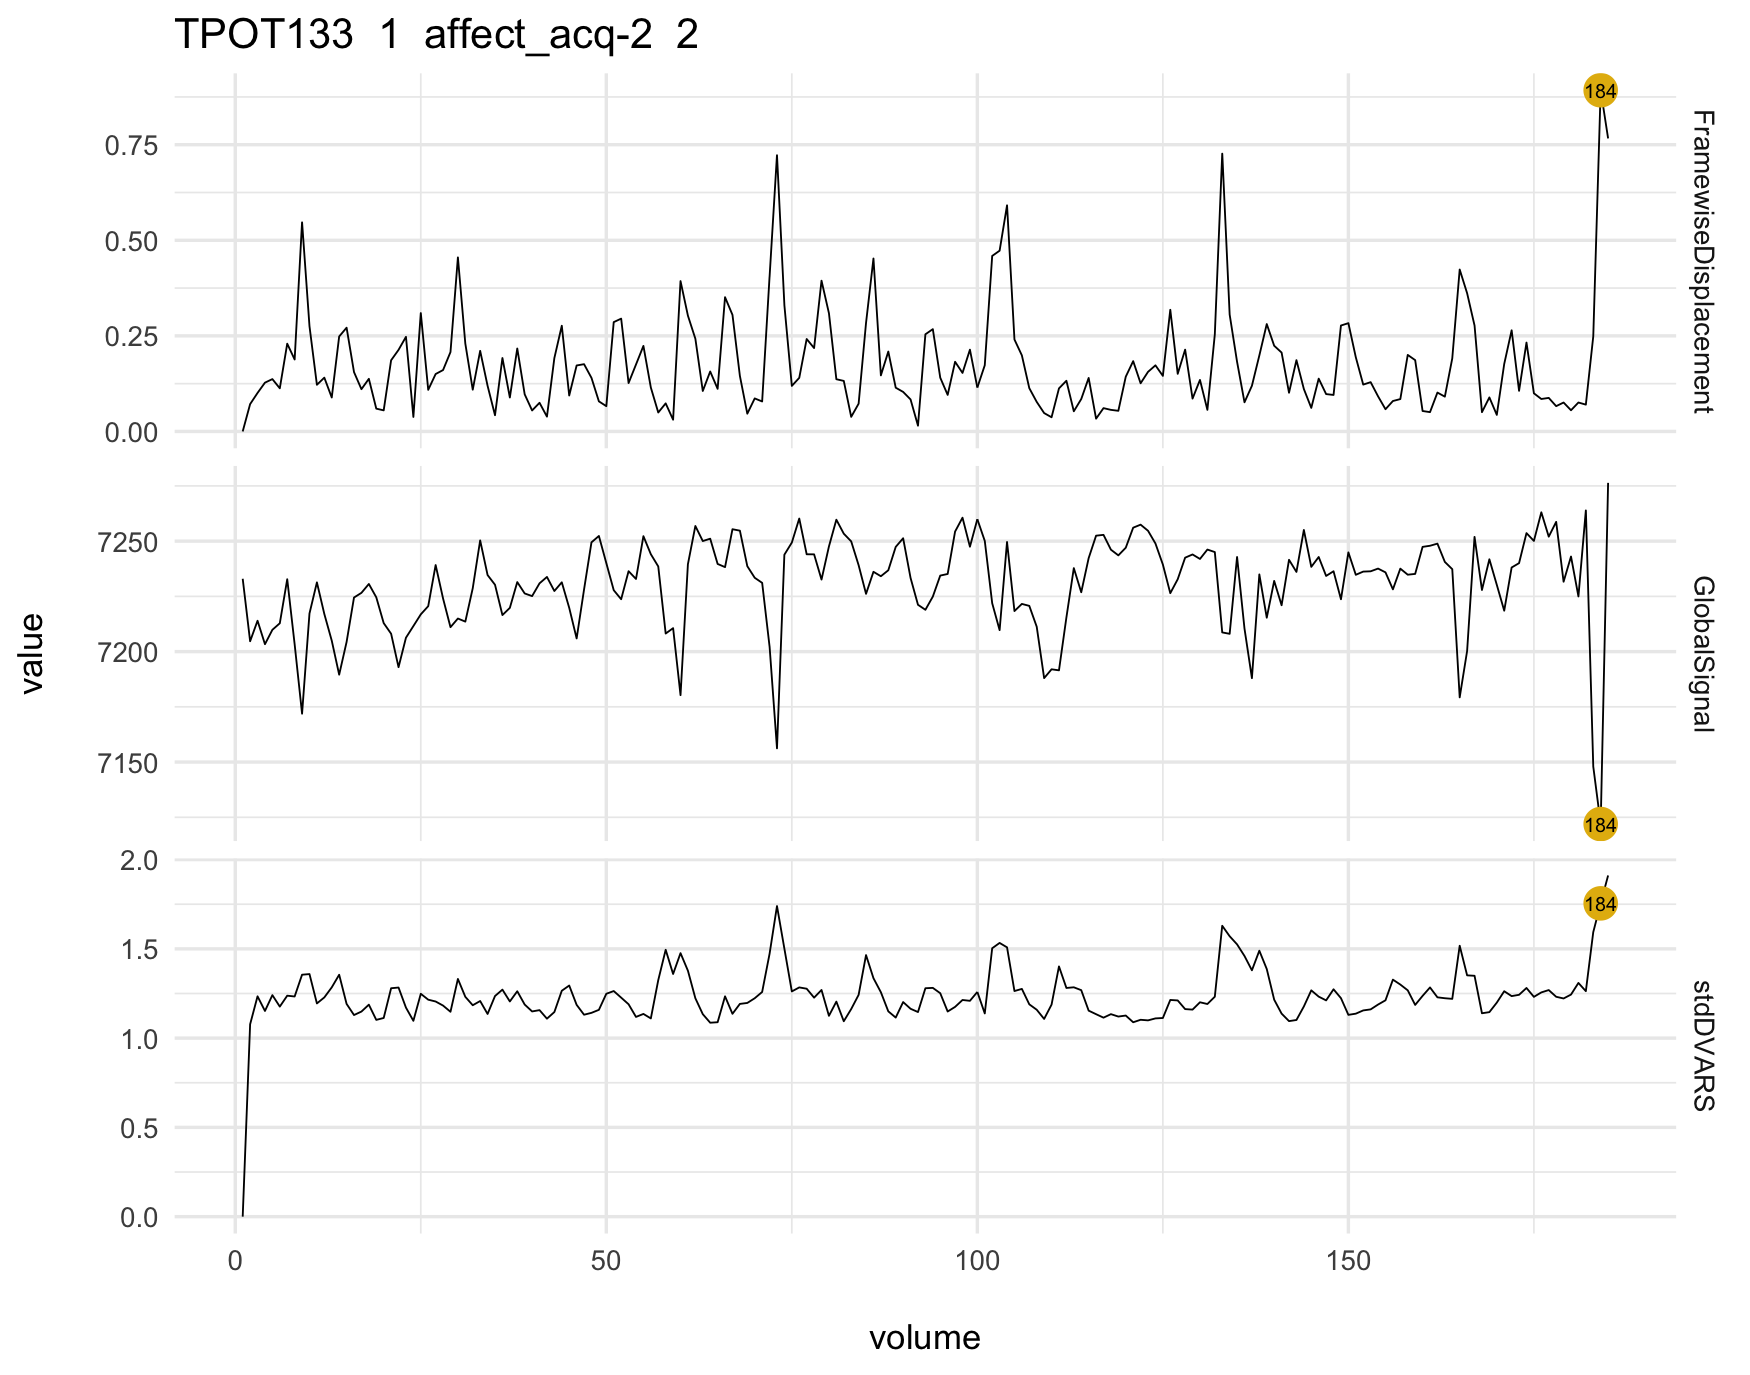 TPOT133 1 affect_acq-2 2
value
0.75
0.50
0.25
0.00
184
FramewiseDisplacement
7250
7200
7150
184
GlobalSignal
2.0
1.5
1.0
0.5
0.0
184
stdDVARS
0 50 100 150
volume